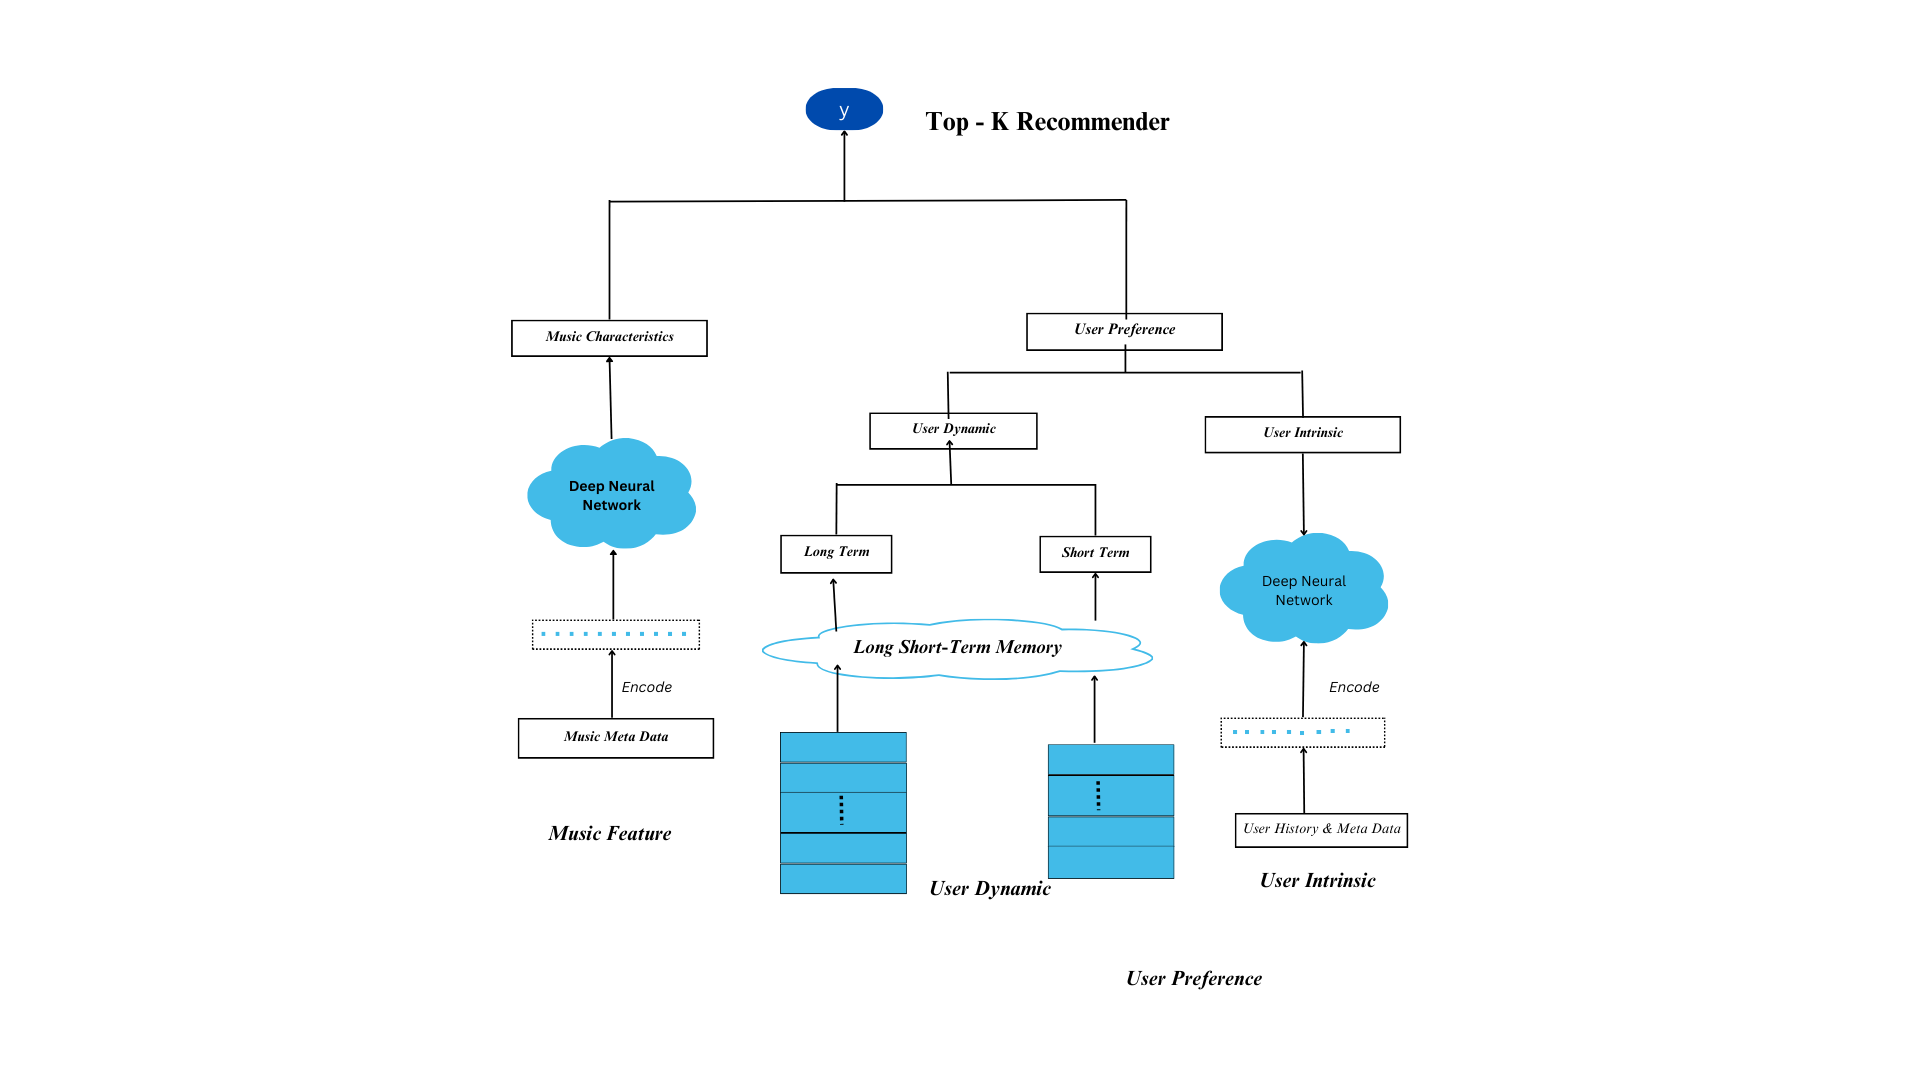 y
Top - K Recommender
Music Characteristics
User Preference
User Dynamic
User Intrinsic
Deep Neural
Network
Long Term
Short Term
Deep Neural
Network
Long Short-Term Memory
Encode
Encode
Music Meta Data
User History & Meta Data
Music Feature
User Dynamic
User Intrinsic
User Preference